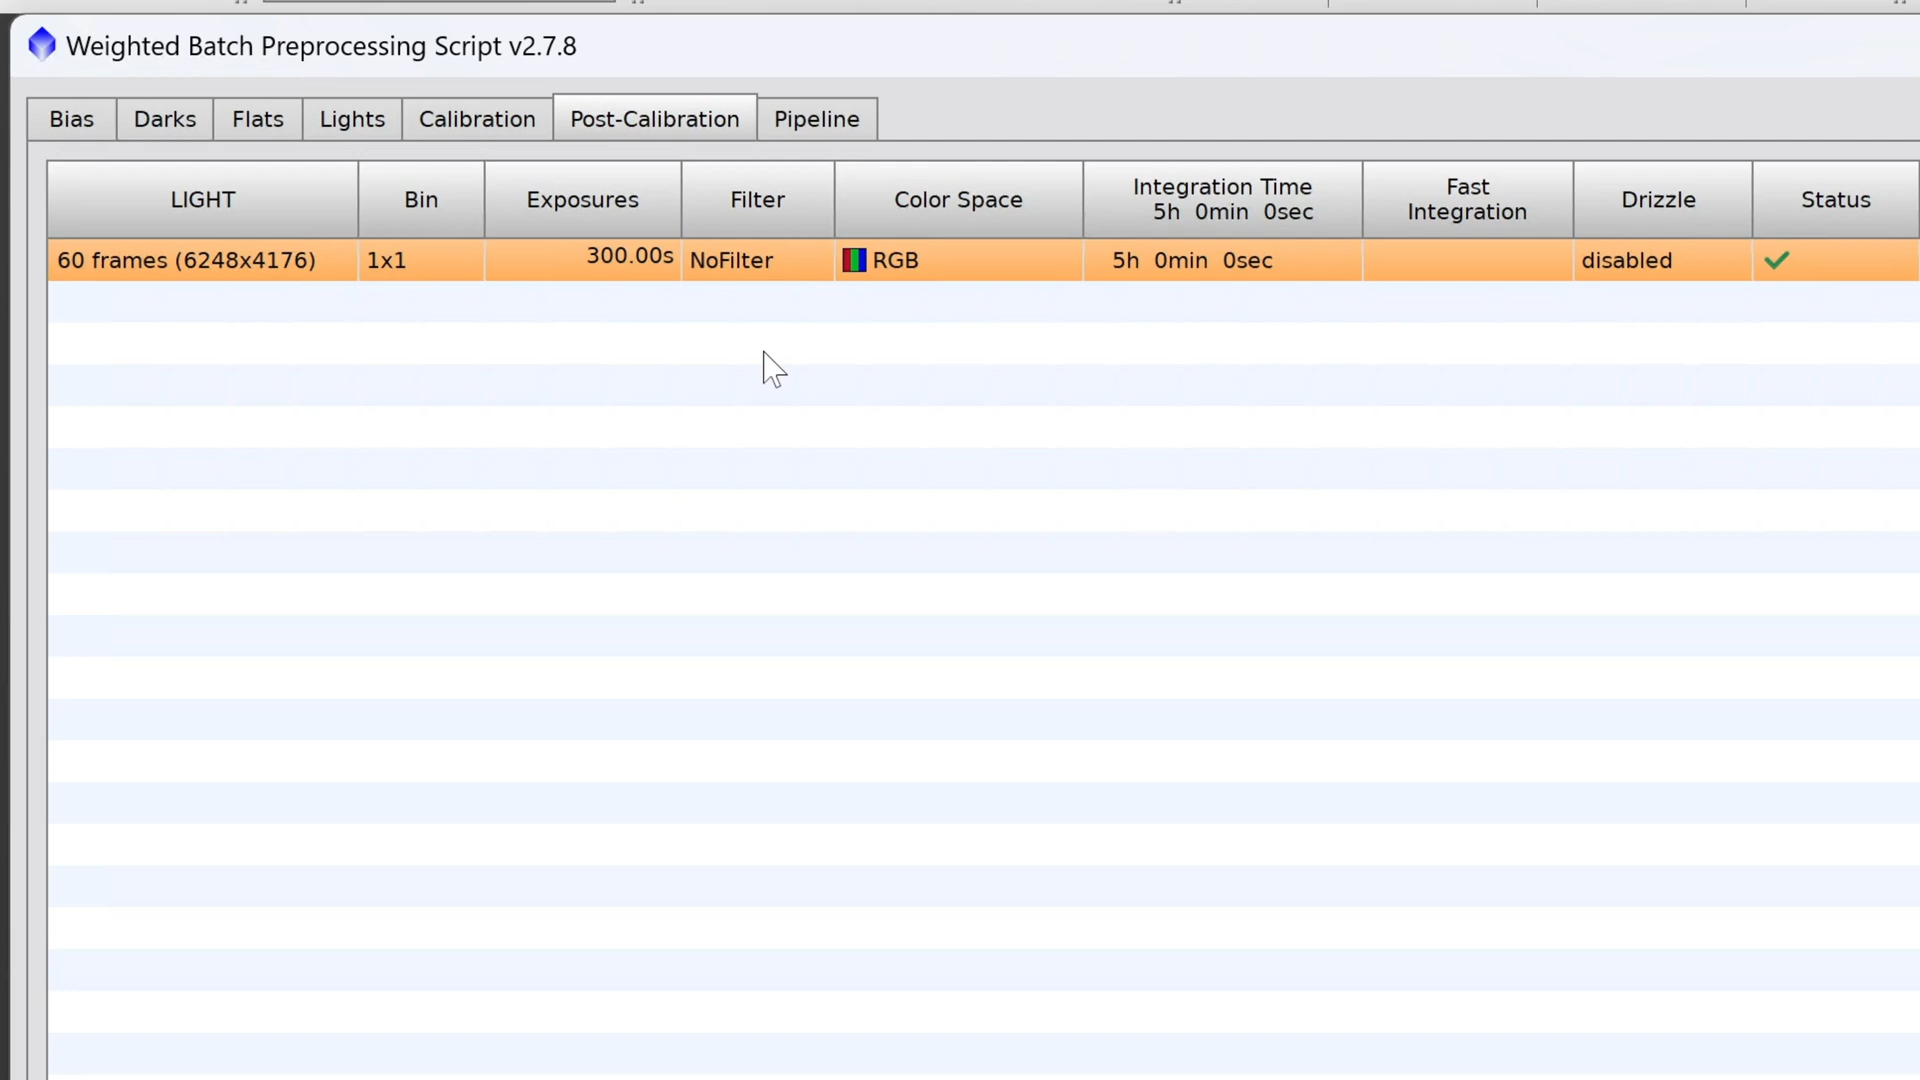 Weighted Batch Preprocessing Script v2.7.8
Bias Darks Flats Lights Calibration Post-Calibration Pipeline
LIGHT Bin Exposures Filter Color Space Integration Time Fast Drizzle Status
5h 0min 0sec Integration
60 frames (6248x4176) 1x1 300.00s NoFilter RGB 5h 0min 0sec disabled